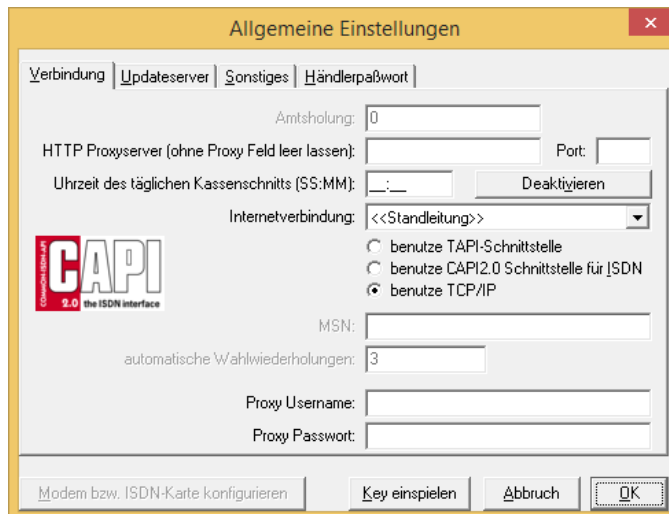 Allgemeine Einstellungen
Verbindung Updateserver Sonstiges Händlerpaßwort
Amtsholung: 0
HTTP Proxyserver (ohne Proxy Feld leer lassen): Port:
Uhrzeit des täglichen Kassenschnitts (SS:MM): __:__ Deaktivieren
Internetverbindung: <<Standleitung>>
benutze TAPI-Schnittstelle
benutze CAPI2.0 Schnittstelle für ISDN
benutze TCP/IP
COMMON-ISDN-API
CAPI
2.0 the ISDN interface
MSN:
automatische Wahlwiederholungen: 3
Proxy Username:
Proxy Passwort:
Modem bzw. ISDN-Karte konfigurieren Key einspielen Abbruch OK